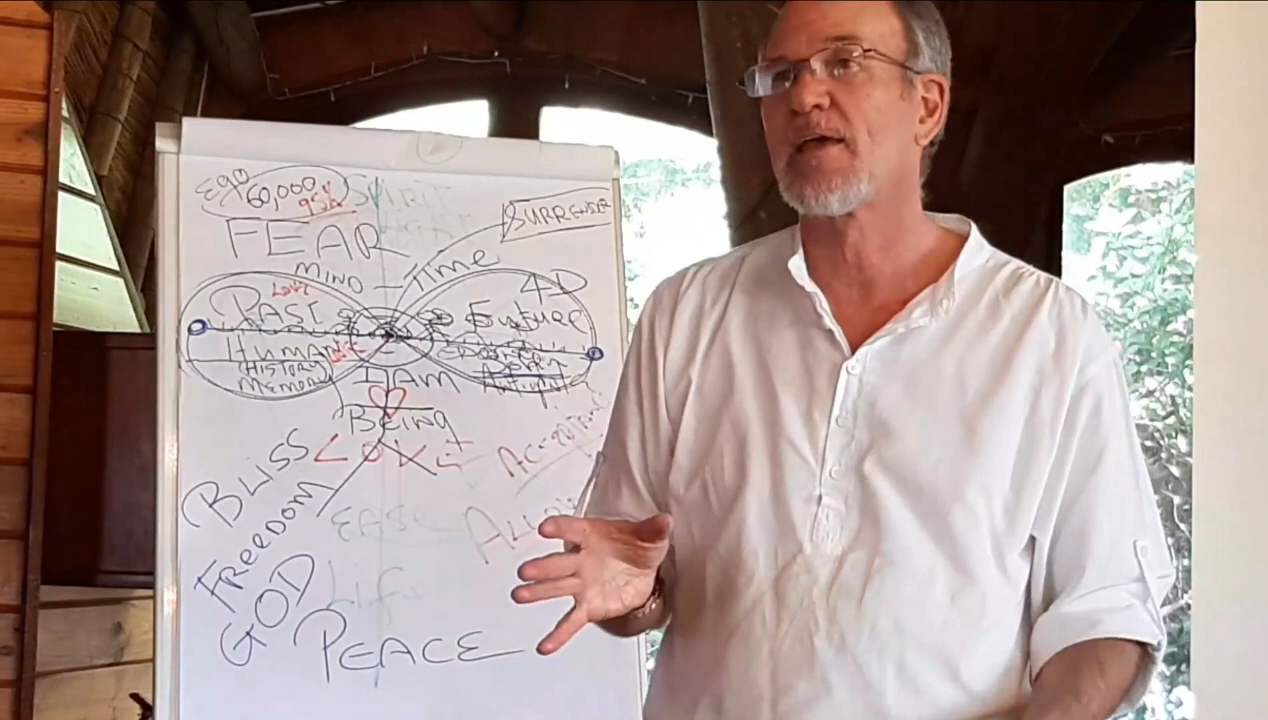 Ego 60,000 SPIRIT
95%
SURRENDER
FEAR
MIND - TIME
4D
Love
PAST
Future
HUMAN
HISTORY
MEMORY
I AM
BEING
LOVE
BLISS
FREEDOM
EASE
GOD
Life
PEACE